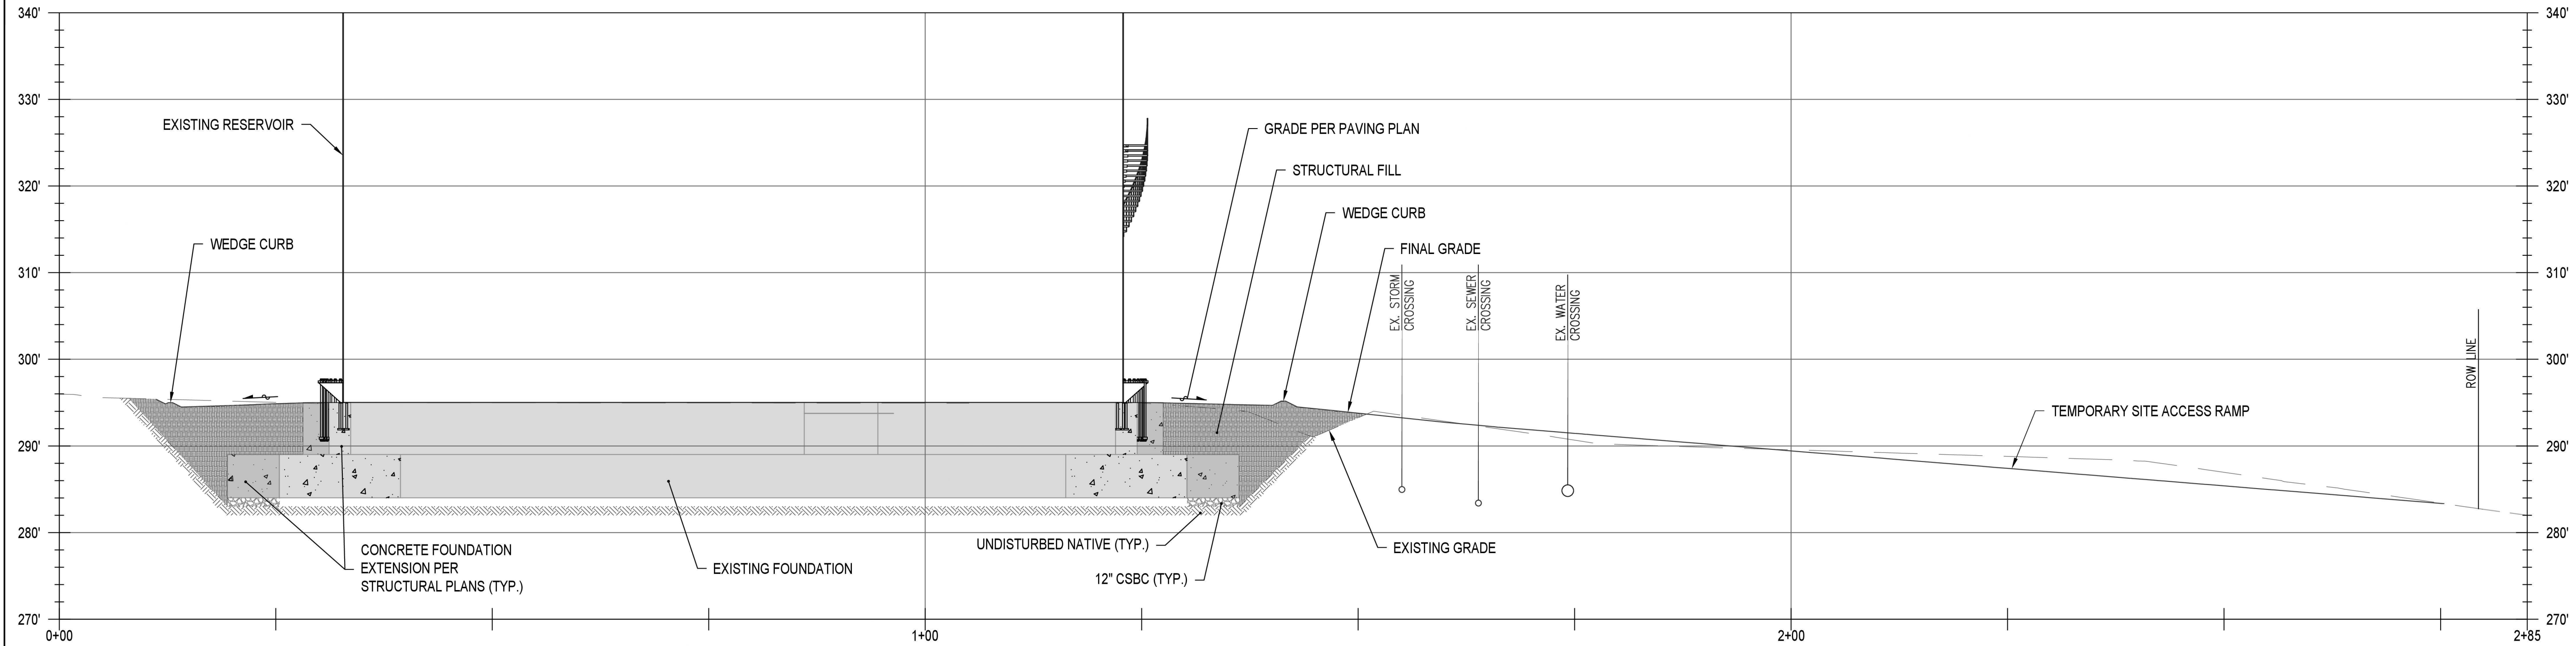 340'
340'
330'
330'
EXISTING RESERVOIR
GRADE PER PAVING PLAN
STRUCTURAL FILL
320'
320'
WEDGE CURB
WEDGE CURB
FINAL GRADE
310'
310'
EX. STORM
CROSSING
EX. SEWER
CROSSING
EX. WATER
CROSSING
ROW LINE
300'
300'
TEMPORARY SITE ACCESS RAMP
290'
290'
280'
280'
CONCRETE FOUNDATION
EXTENSION PER
STRUCTURAL PLANS (TYP.)
EXISTING FOUNDATION
UNDISTURBED NATIVE (TYP.)
12" CSBC (TYP.)
EXISTING GRADE
270'
270'
0+00
1+00
2+00
2+85